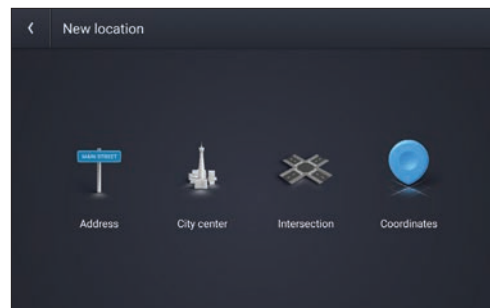 New location
MAIN STREET
Address
City center
Intersection
Coordinates